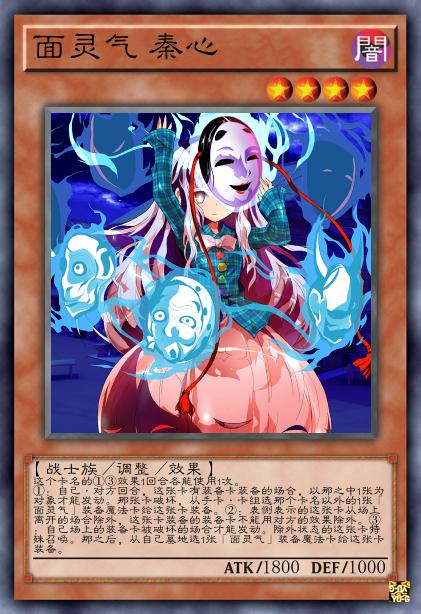 面灵气 秦心
闇
【战士族／调整／效果】
这个卡名的①③效果1回合各能使用1次。
①：自己·对方回合，这张卡有装备卡装备的场合，以那之中1张为
对象才能发动。那张卡破坏，从手卡·卡组选那个卡名以外的1张「
面灵气」装备魔法卡给这张卡装备。②：表侧表示的这张卡从场上
离开的场合除外，这张卡装备的装备卡不能用对方的效果除外。③：
自己场上的装备卡被破坏的场合才能发动。除外状态的这张卡特
殊召唤。那之后，从自己墓地选1张「面灵气」装备魔法卡给这张卡
装备。
ATK/1800 DEF/1000